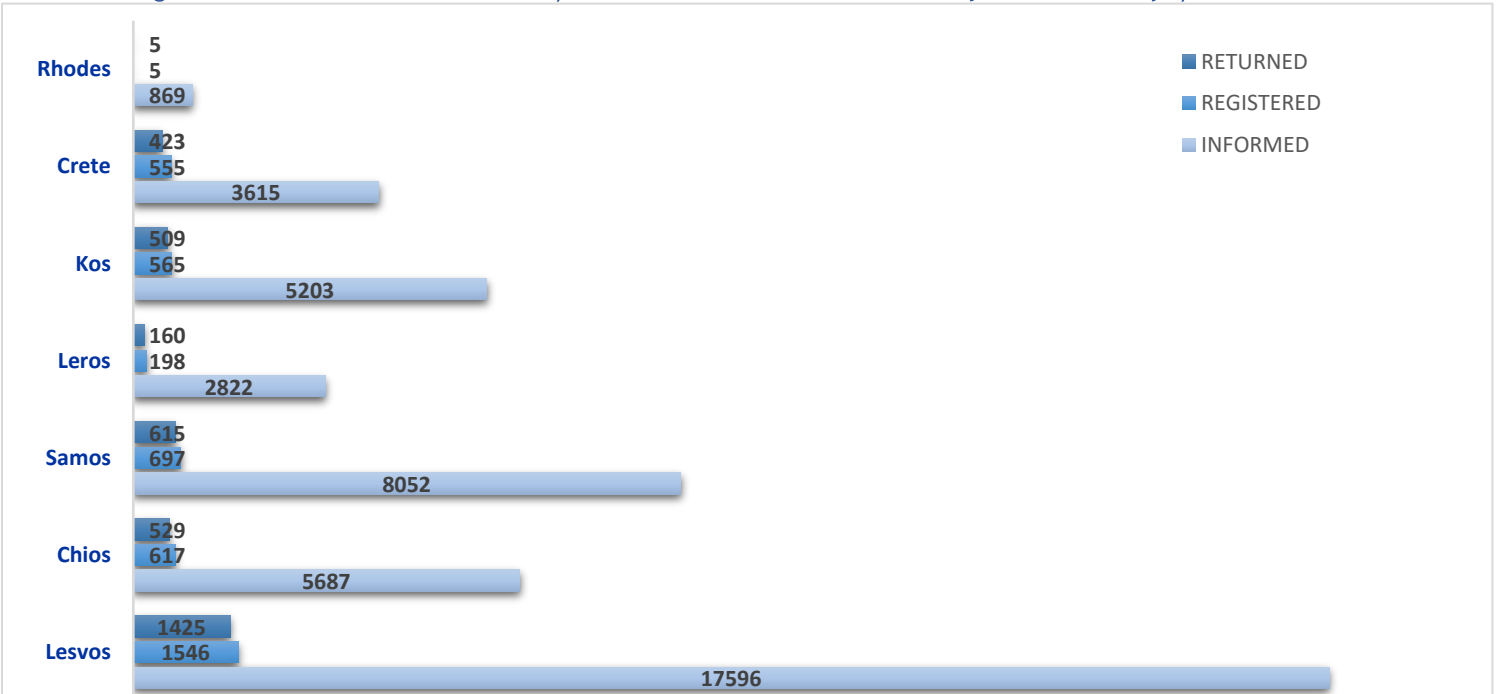 5
Rhodes
5
869
RETURNED
REGISTERED
INFORMED
423
Crete
555
3615
509
Kos
565
5203
160
Leros
198
2822
615
Samos
697
8052
529
Chios
617
5687
1425
Lesvos
1546
17596